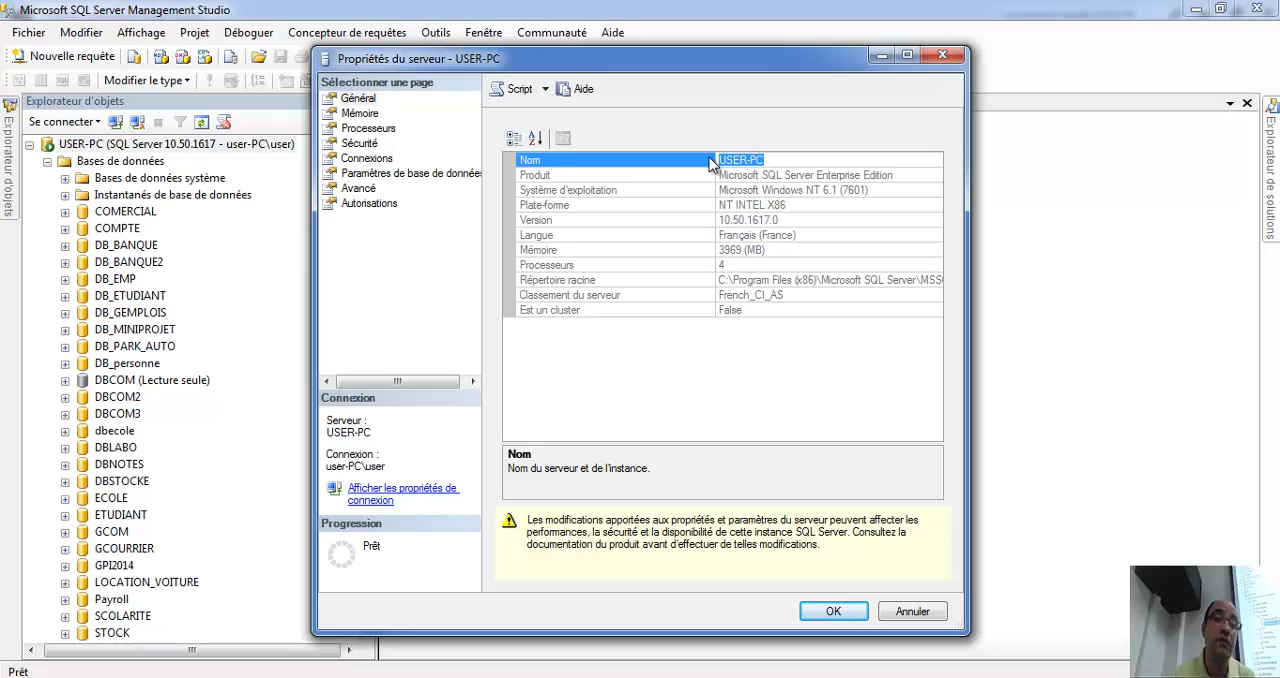 Microsoft SQL Server Management Studio
Fichier Modifier Affichage Projet Déboguer Concepteur de requêtes Outils Fenêtre Communauté Aide
Nouvelle requête
Modifier le type
Explorateur d'objets
Se connecter
Explorateur d'objets
USER-PC (SQL Server 10.50.1617 - user-PC\user)
Bases de données
Bases de données système
Instantanés de base de données
COMERCIAL
COMPTE
DB_BANQUE
DB_BANQUE2
DB_EMP
DB_ETUDIANT
DB_GEMPLOIS
DB_MINIPROJET
DB_PARK_AUTO
DB_personne
DBCOM (Lecture seule)
DBCOM2
DBCOM3
dbecole
DBLABO
DBNOTES
DBSTOCKE
ECOLE
ETUDIANT
GCOM
GCOURRIER
GPI2014
LOCATION_VOITURE
Payroll
SCOLARITE
STOCK
Prêt
Propriétés du serveur - USER-PC
Sélectionner une page
Général
Mémoire
Processeurs
Sécurité
Connexions
Paramètres de base de données
Avancé
Autorisations
Connexion
Serveur :
USER-PC
Connexion :
user-PC\user
Afficher les propriétés de
connexion
Progression
Prêt
Script Aide
Nom USER-PC
Produit Microsoft SQL Server Enterprise Edition
Système d'exploitation Microsoft Windows NT 6.1 (7601)
Plate-forme NT INTEL X86
Version 10.50.1617.0
Langue Français (France)
Mémoire 3969 (MB)
Processeurs 4
Répertoire racine C:\Program Files (x86)\Microsoft SQL Server\MSS
Classement du serveur French_CI_AS
Est un cluster False
Nom
Nom du serveur et de l'instance.
Les modifications apportées aux propriétés et paramètres du serveur peuvent affecter les
performances, la sécurité et la disponibilité de cette instance SQL Server. Consultez la
documentation du produit avant d'effectuer de telles modifications.
OK Annuler
Explorateur de solutions